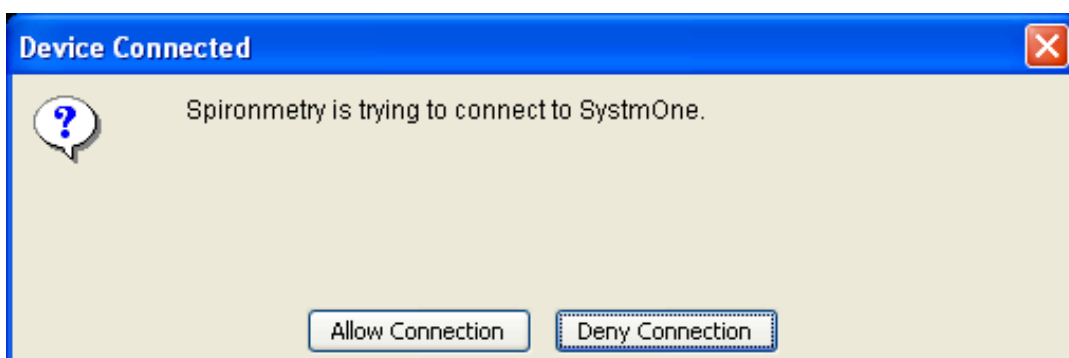 Device Connected
Spironmetry is trying to connect to SystmOne.
Allow Connection Deny Connection